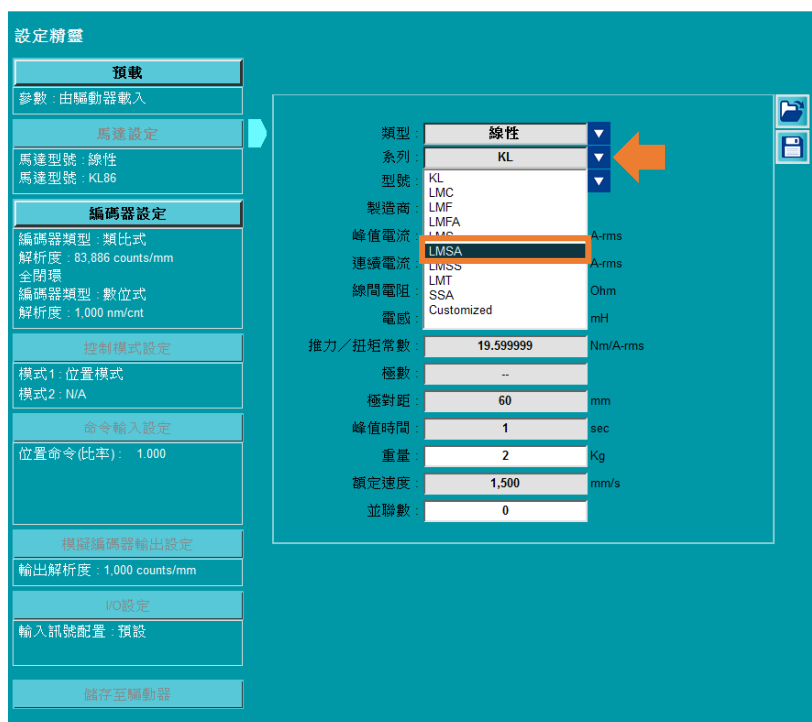 設定精靈
預載
參數 : 由驅動器載入
馬達設定
馬達型號 : 線性
馬達型號 : KL86
編碼器設定
編碼器類型 : 類比式
解析度 : 83,886 counts/mm
全閉環
編碼器類型 : 數位式
解析度 : 1,000 nm/cnt
控制模式設定
模式1 : 位置模式
模式2 : N/A
命令輸入設定
位置命令(比率) : 1.000
模擬編碼器輸出設定
輸出解析度 : 1,000 counts/mm
I/O設定
輸入訊號配置 : 預設
儲存至驅動器
類型 : 線性
系列 : KL
型號 :
製造商 :
峰值電流 : A-rms
連續電流 : A-rms
線間電阻 : Ohm
電感 : mH
KL
LMC
LMF
LMFA
LMSA
LMSS
LMT
SSA
Customized
推力／扭矩常數 : 19.599999 Nm/A-rms
極數 : --
極對距 : 60 mm
峰值時間 : 1 sec
重量 : 2 Kg
額定速度 : 1,500 mm/s
並聯數 : 0